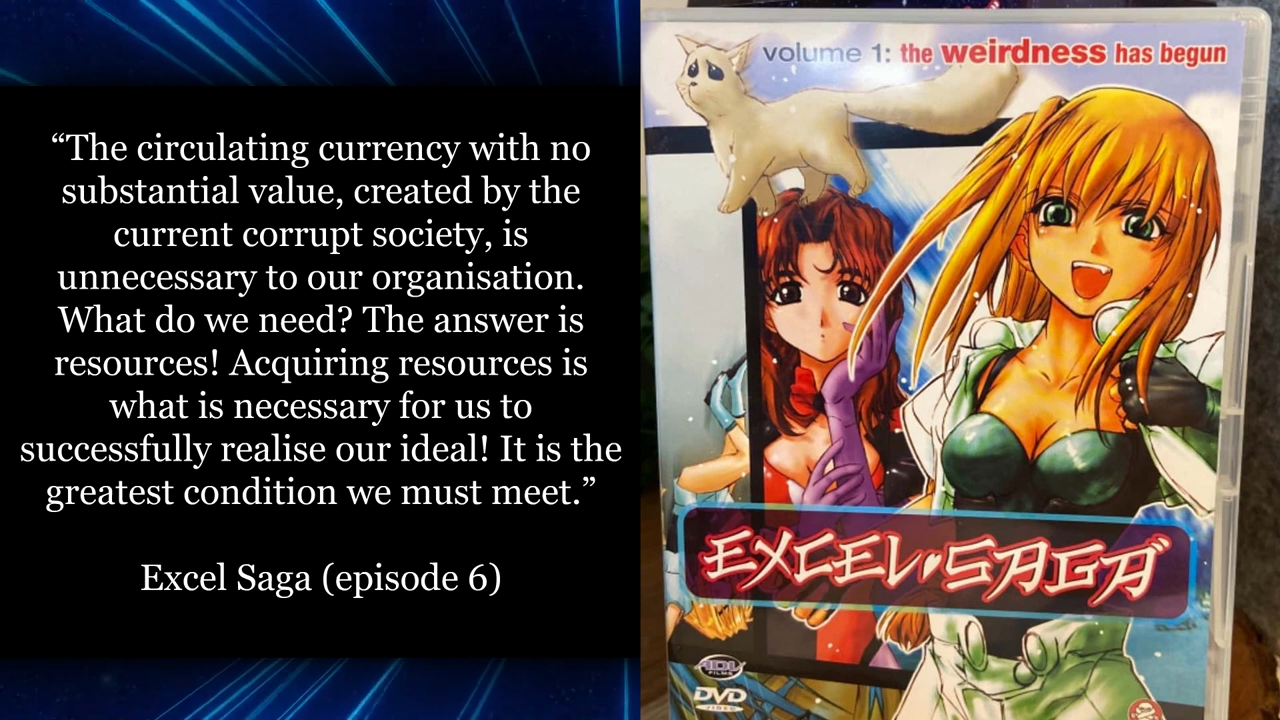 “The circulating currency with no
substantial value, created by the
current corrupt society, is
unnecessary to our organisation.
What do we need? The answer is
resources! Acquiring resources is
what is necessary for us to
successfully realise our ideal! It is the
greatest condition we must meet.”
Excel Saga (episode 6)
volume 1: the weirdness has begun
EXCEL♥SAGA
ADV
FILMS
DVD
VIDEO